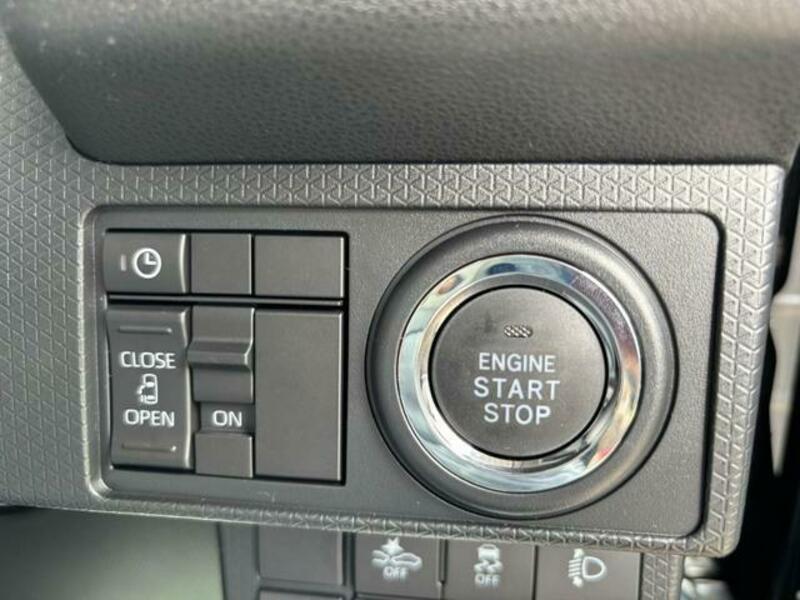 CLOSE
OPEN
ON
ENGINE
START
STOP
OFF
OFF